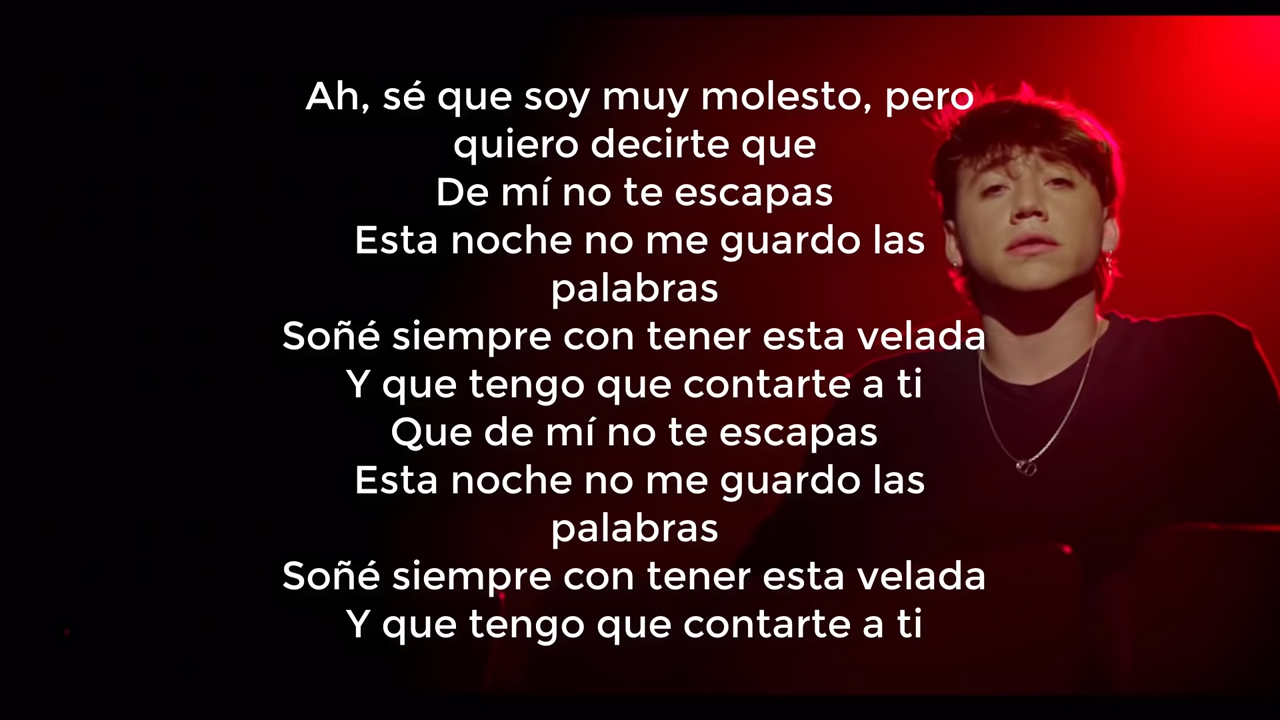 Ah, sé que soy muy molesto, pero
quiero decirte que
De mí no te escapas
Esta noche no me guardo las
palabras
Soñé siempre con tener esta velada
Y que tengo que contarte a ti
Que de mí no te escapas
Esta noche no me guardo las
palabras
Soñé siempre con tener esta velada
Y que tengo que contarte a ti